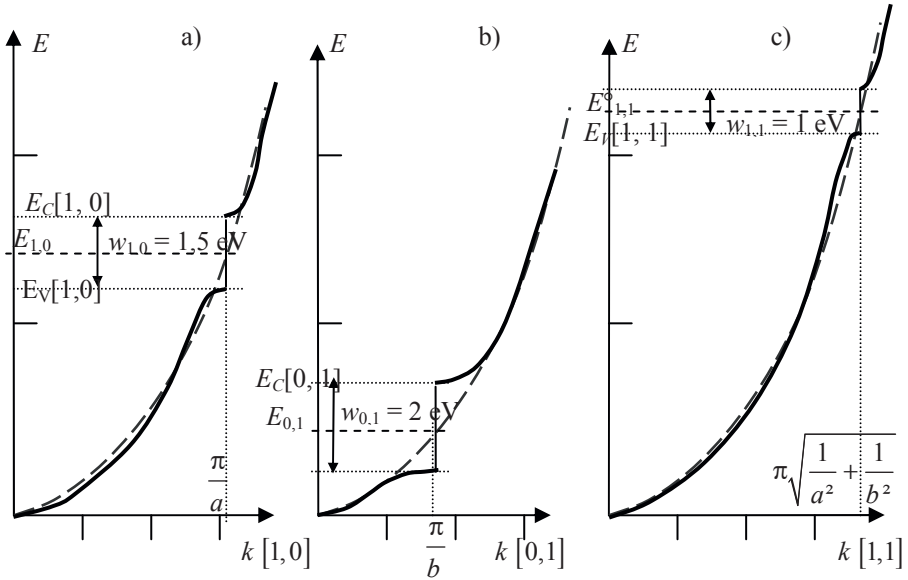 a)
E
E_C[1, 0]
E_{1,0}
w_{1,0} = 1,5 eV
E_V[1,0]
π
a
k [1,0]
b)
E
E_C[0, 1]
E_{0,1}
w_{0,1} = 2 eV
π
b
k [0,1]
c)
E
E°_{1,1}
w_{1,1} = 1 eV
E_V[1, 1]
π√(1/a² + 1/b²)
k [1,1]